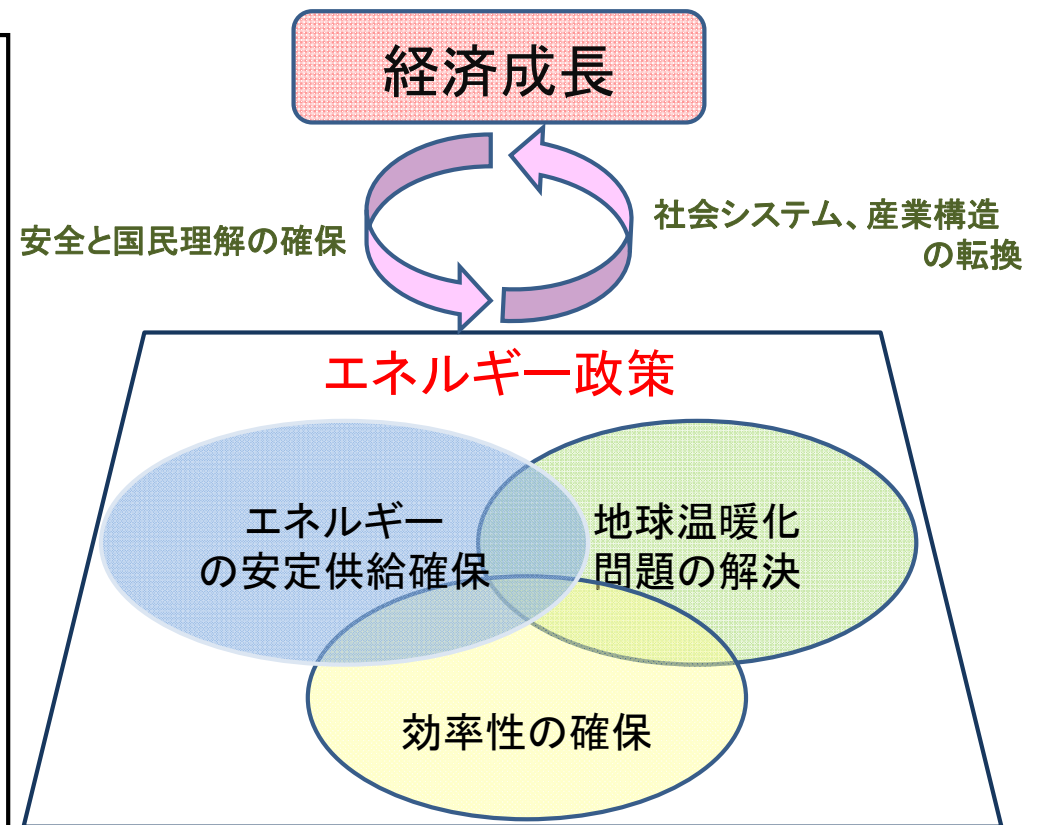 経済成長
安全と国民理解の確保
社会システム、産業構造
の転換
エネルギー政策
エネルギー
の安定供給確保
地球温暖化
問題の解決
効率性の確保